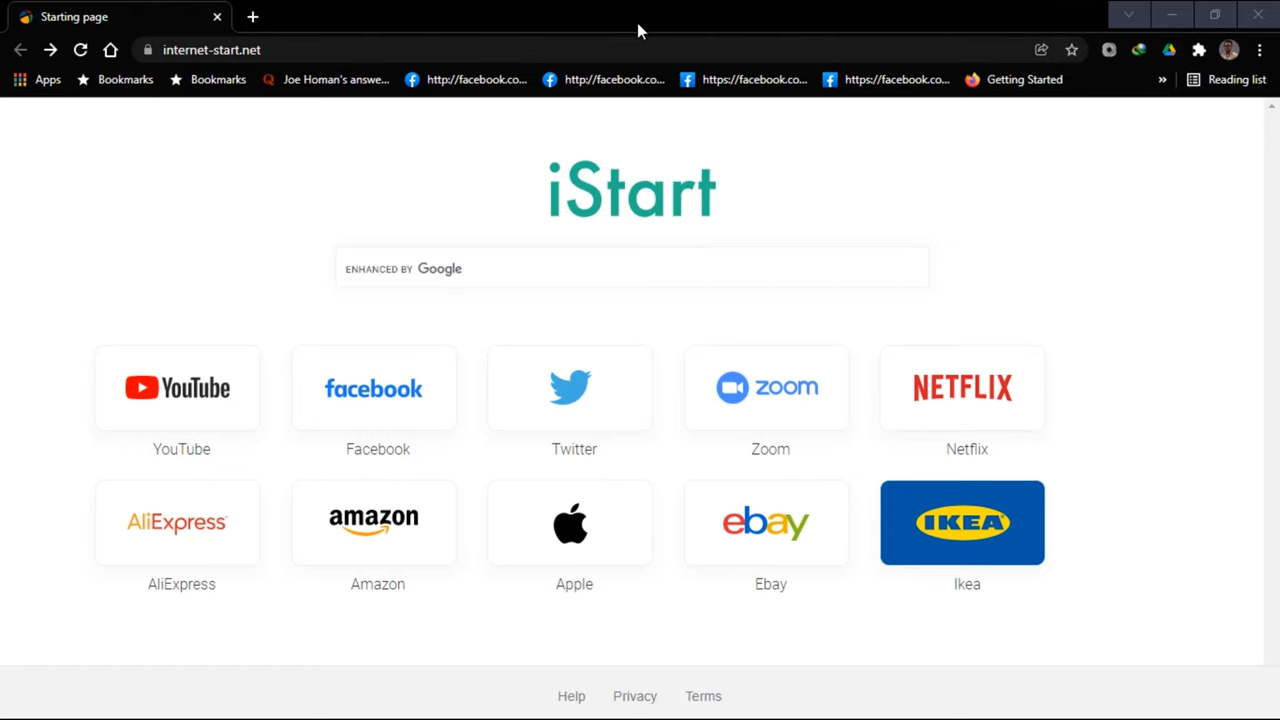 Starting page
internet-start.net
Apps Bookmarks Bookmarks Joe Homan's answe... http://facebook.co... http://facebook.co... https://facebook.co... https://facebook.co... Getting Started » Reading list
iStart
ENHANCED BY Google
YouTube facebook zoom NETFLIX
YouTube Facebook Twitter Zoom Netflix
AliExpress amazon ebay IKEA
AliExpress Amazon Apple Ebay Ikea
Help Privacy Terms